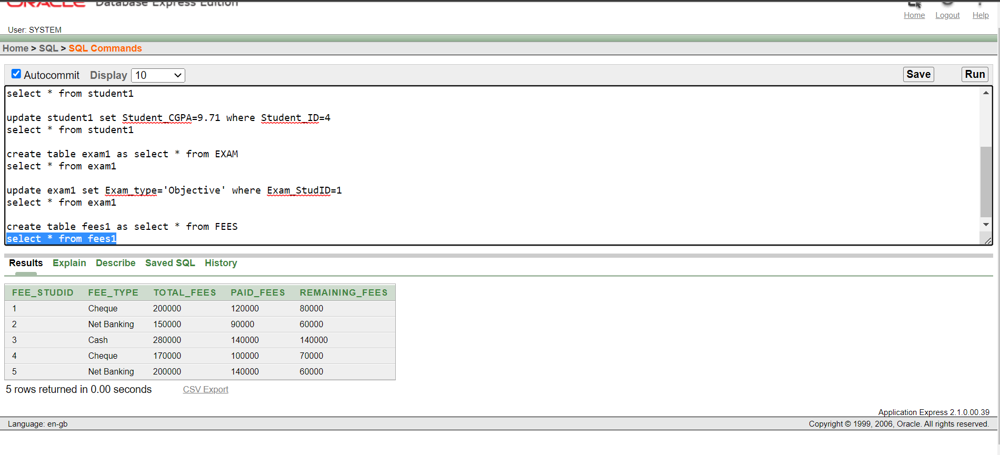 ORACLE Database Express Edition
Home Logout Help
User: SYSTEM
Home > SQL > SQL Commands
Autocommit Display 10 Save Run
select * from student1
update student1 set Student_CGPA=9.71 where Student_ID=4
select * from student1
create table exam1 as select * from EXAM
select * from exam1
update exam1 set Exam_type='Objective' where Exam_StudID=1
select * from exam1
create table fees1 as select * from FEES
select * from fees1
Results Explain Describe Saved SQL History
FEE_STUDID FEE_TYPE TOTAL_FEES PAID_FEES REMAINING_FEES
1 Cheque 200000 120000 80000
2 Net Banking 150000 90000 60000
3 Cash 280000 140000 140000
4 Cheque 170000 100000 70000
5 Net Banking 200000 140000 60000
5 rows returned in 0.00 seconds CSV Export
Application Express 2.1.0.00.39
Language: en-gb Copyright © 1999, 2006, Oracle. All rights reserved.